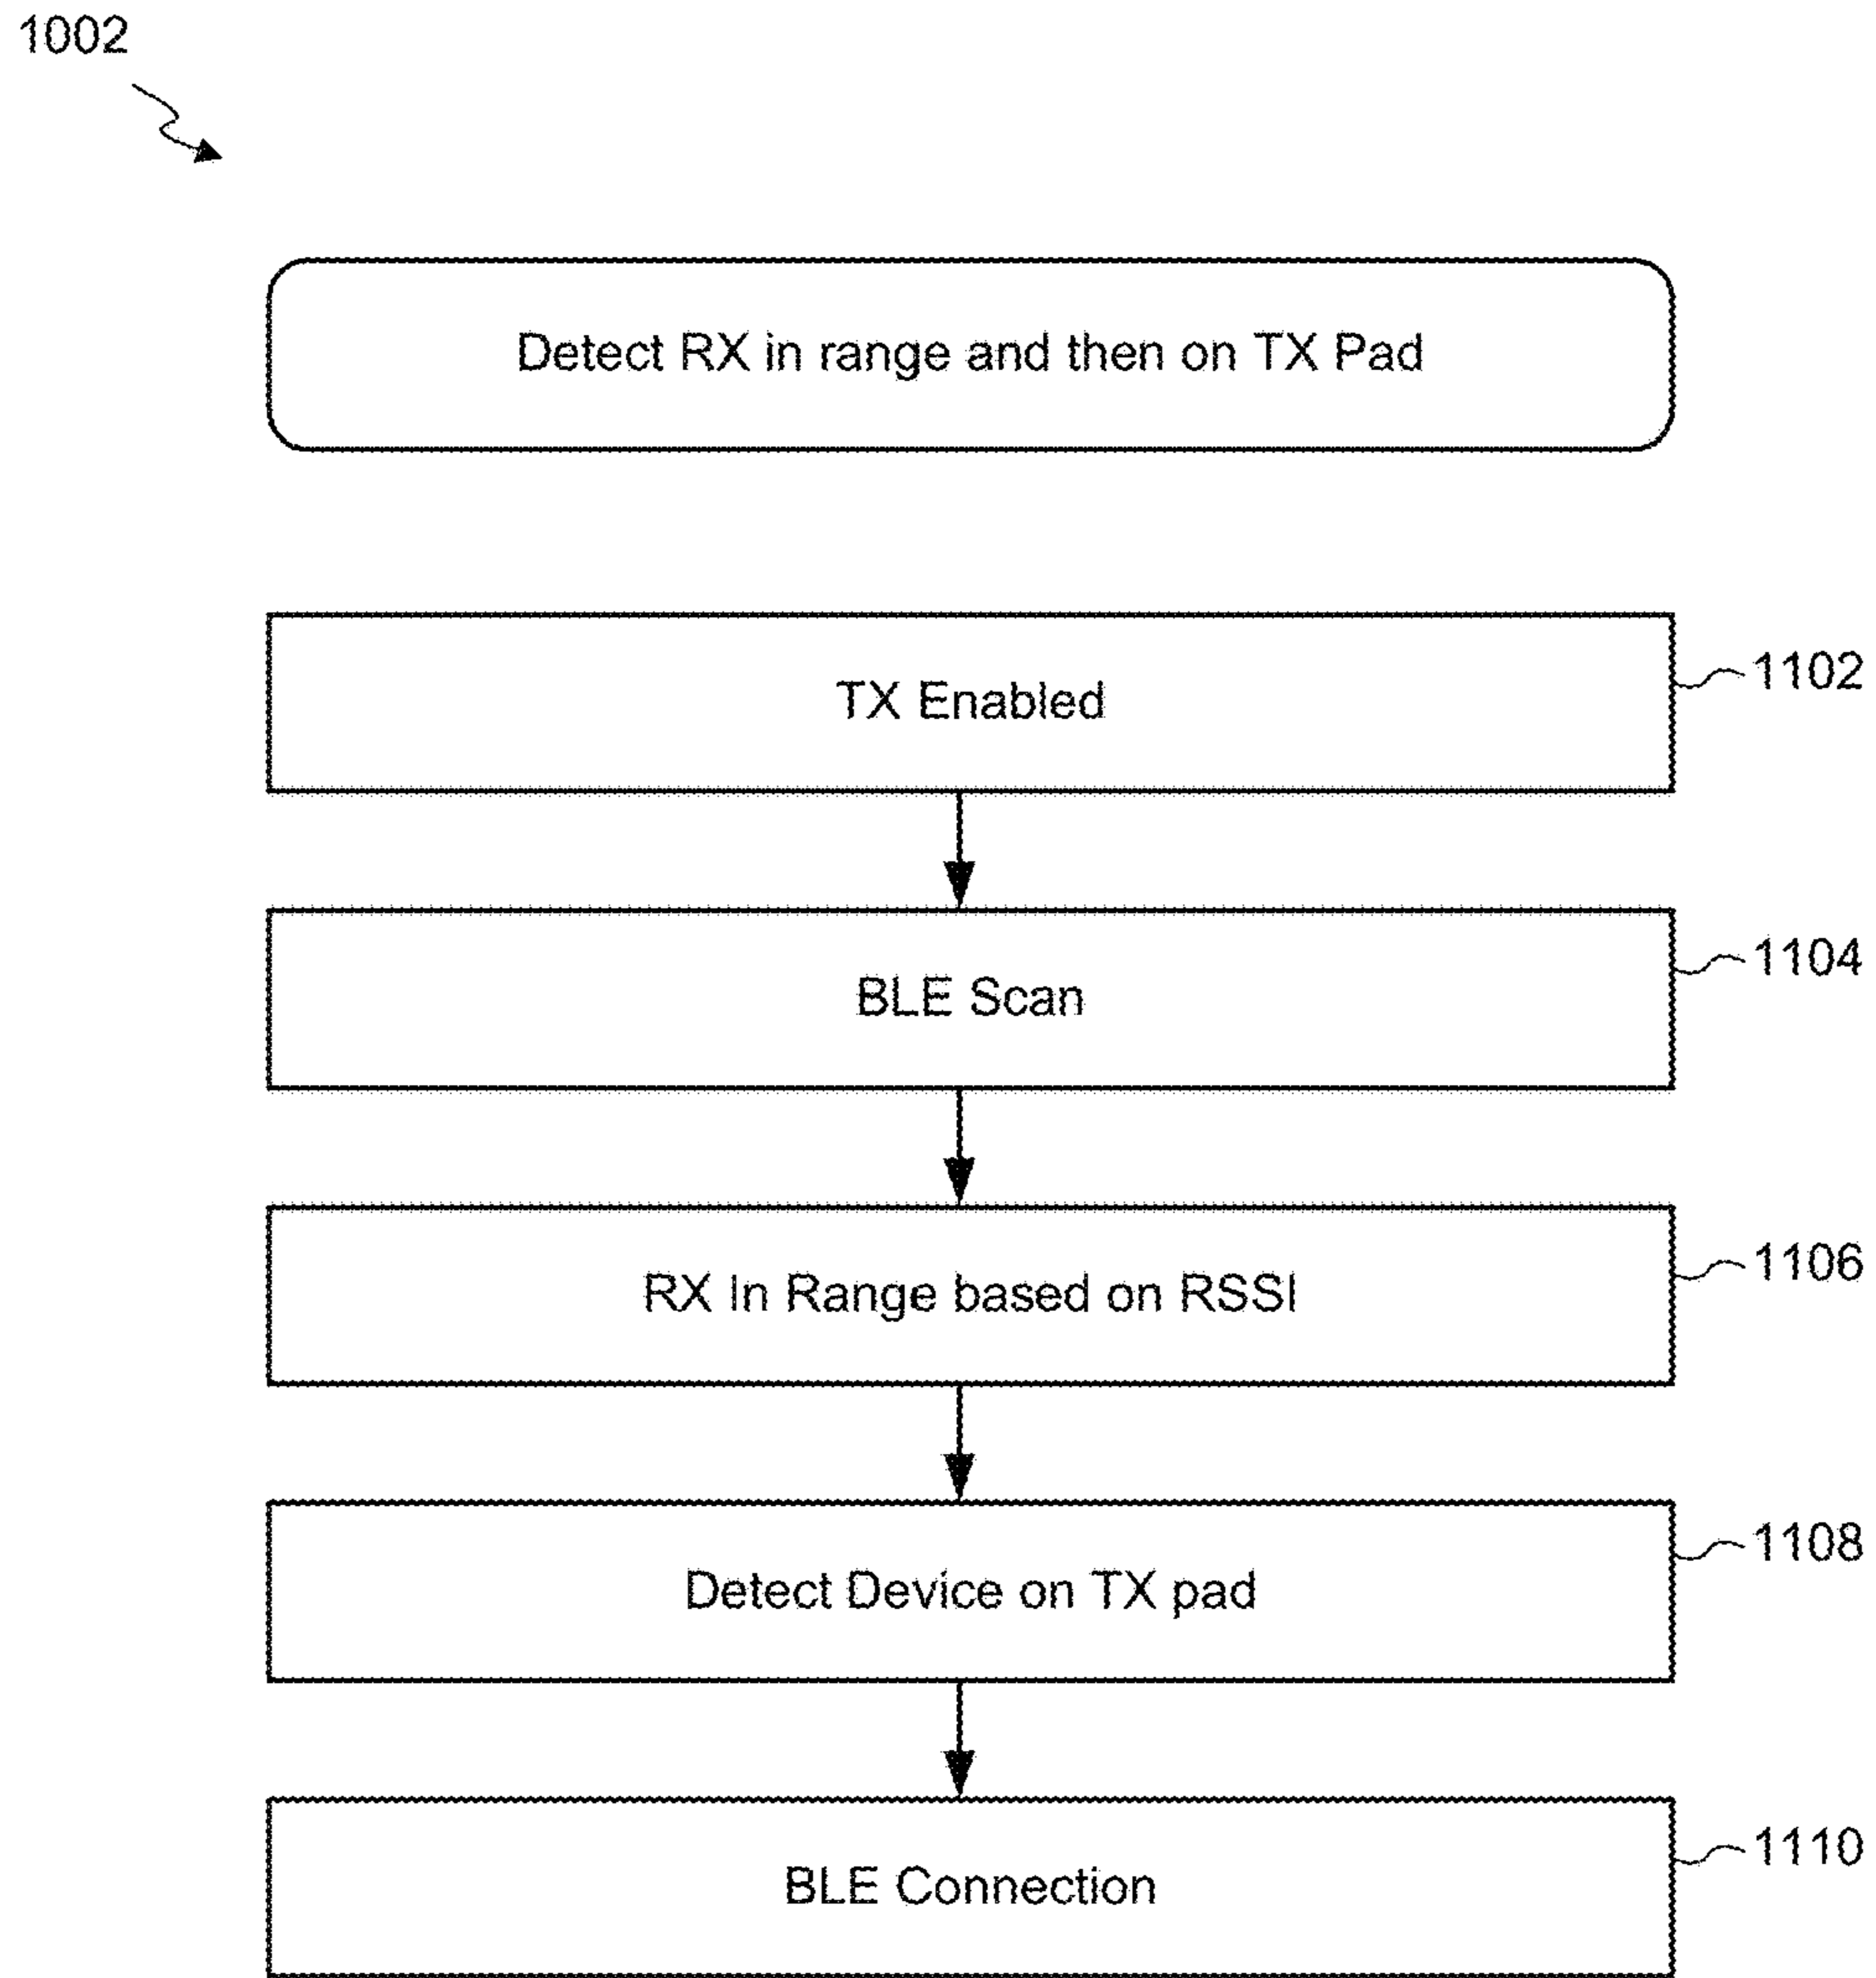 1002
Detect RX in range and then on TX Pad
TX Enabled
1102
BLE Scan
1104
RX In Range based on RSSI
1106
Detect Device on TX pad
1108
BLE Connection
1110